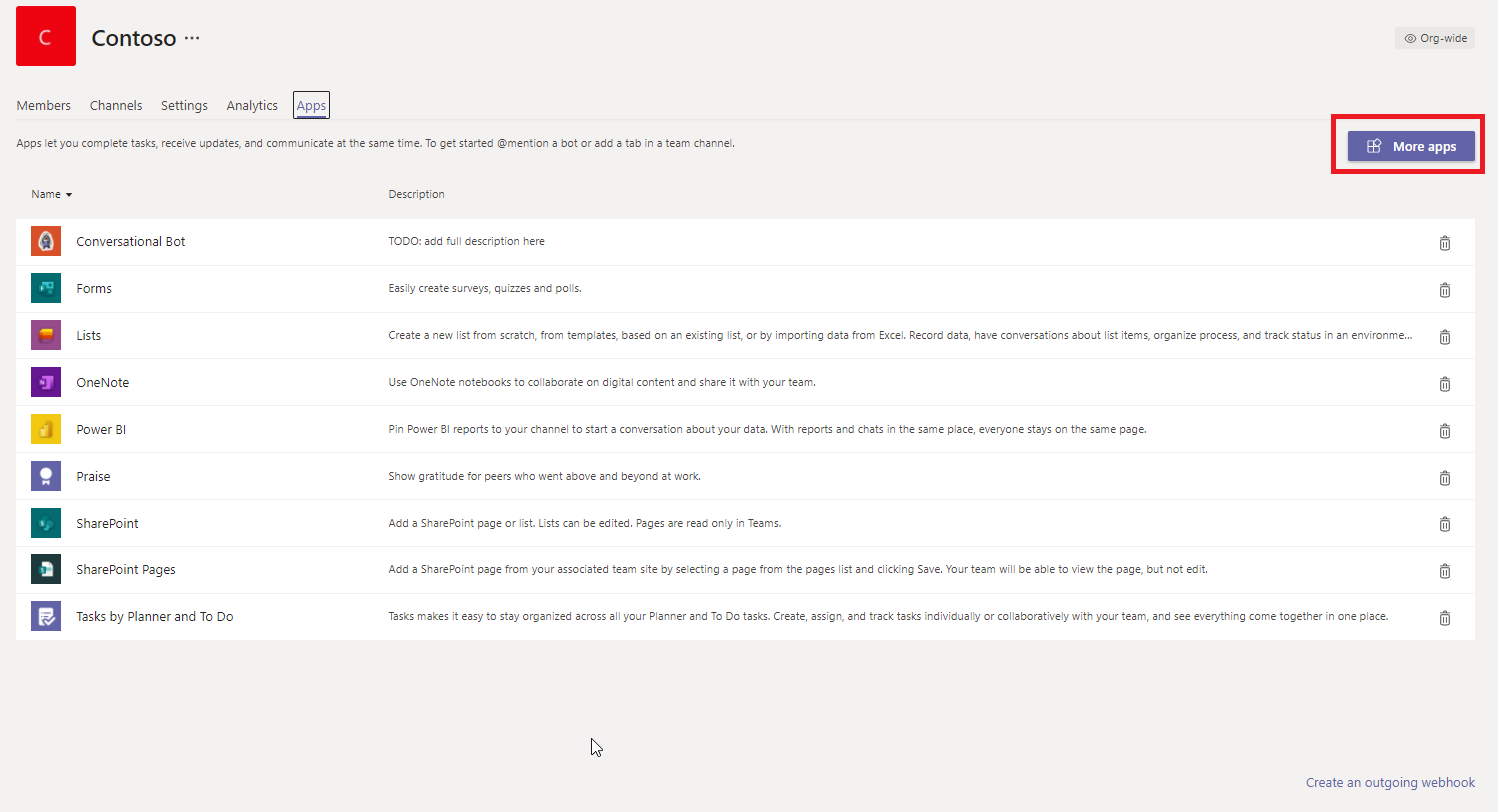 C
Contoso ···
Org-wide
Members Channels Settings Analytics Apps
Apps let you complete tasks, receive updates, and communicate at the same time. To get started @mention a bot or add a tab in a team channel.
More apps
Name Description
Conversational Bot TODO: add full description here
Forms Easily create surveys, quizzes and polls.
Lists Create a new list from scratch, from templates, based on an existing list, or by importing data from Excel. Record data, have conversations about list items, organize process, and track status in an environme...
OneNote Use OneNote notebooks to collaborate on digital content and share it with your team.
Power BI Pin Power BI reports to your channel to start a conversation about your data. With reports and chats in the same place, everyone stays on the same page.
Praise Show gratitude for peers who went above and beyond at work.
SharePoint Add a SharePoint page or list. Lists can be edited. Pages are read only in Teams.
SharePoint Pages Add a SharePoint page from your associated team site by selecting a page from the pages list and clicking Save. Your team will be able to view the page, but not edit.
Tasks by Planner and To Do Tasks makes it easy to stay organized across all your Planner and To Do tasks. Create, assign, and track tasks individually or collaboratively with your team, and see everything come together in one place.
Create an outgoing webhook